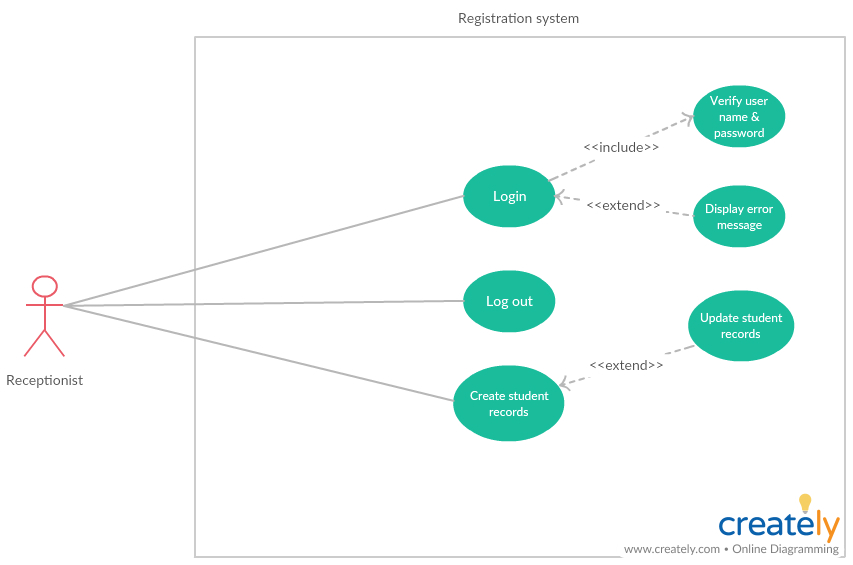 Registration system
Verify user
name &
password
<<include>>
Login
<<extend>>
Display error
message
Log out
Update student
records
<<extend>>
Receptionist
Create student
records
creately
www.creately.com • Online Diagramming